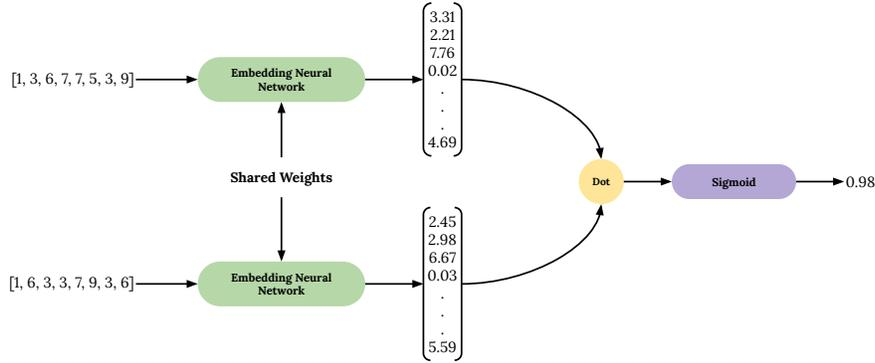 [1, 3, 6, 7, 7, 5, 3, 9]
Embedding Neural
Network
3.31
2.21
7.76
0.02
.
.
.
4.69
Shared Weights
Dot
Sigmoid
0.98
[1, 6, 3, 3, 7, 9, 3, 6]
Embedding Neural
Network
2.45
2.98
6.67
0.03
.
.
.
5.59